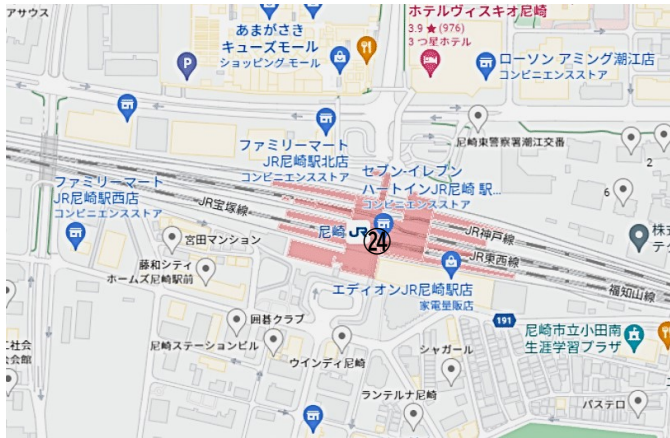 アサウス
あまがさき
キューズモール
ショッピング モール
P
ホテルヴィスキオ尼崎
3.9 ★ (976)
3 つ星ホテル
ローソン アミング潮江店
コンビニエンスストア
尼崎東警察署潮江交番
2
6
ファミリーマート
JR尼崎駅北店
コンビニエンスストア
セブン-イレブン
ハートインJR尼崎 駅...
コンビニエンスストア
ファミリーマート
JR尼崎駅西店
コンビニエンスストア
JR宝塚線
尼崎 JR
㉔
JR神戸線
JR東西線
福知山線
株式
ティ
宮田マンション
藤和シティ
ホームズ尼崎駅前
エディオンJR尼崎駅店
家電量販店
191
尼崎市立小田南
生涯学習プラザ
囲碁クラブ
尼崎ステーションビル
ウインディ尼崎
シャガール
ランテルナ尼崎
パステロ
社会
会館